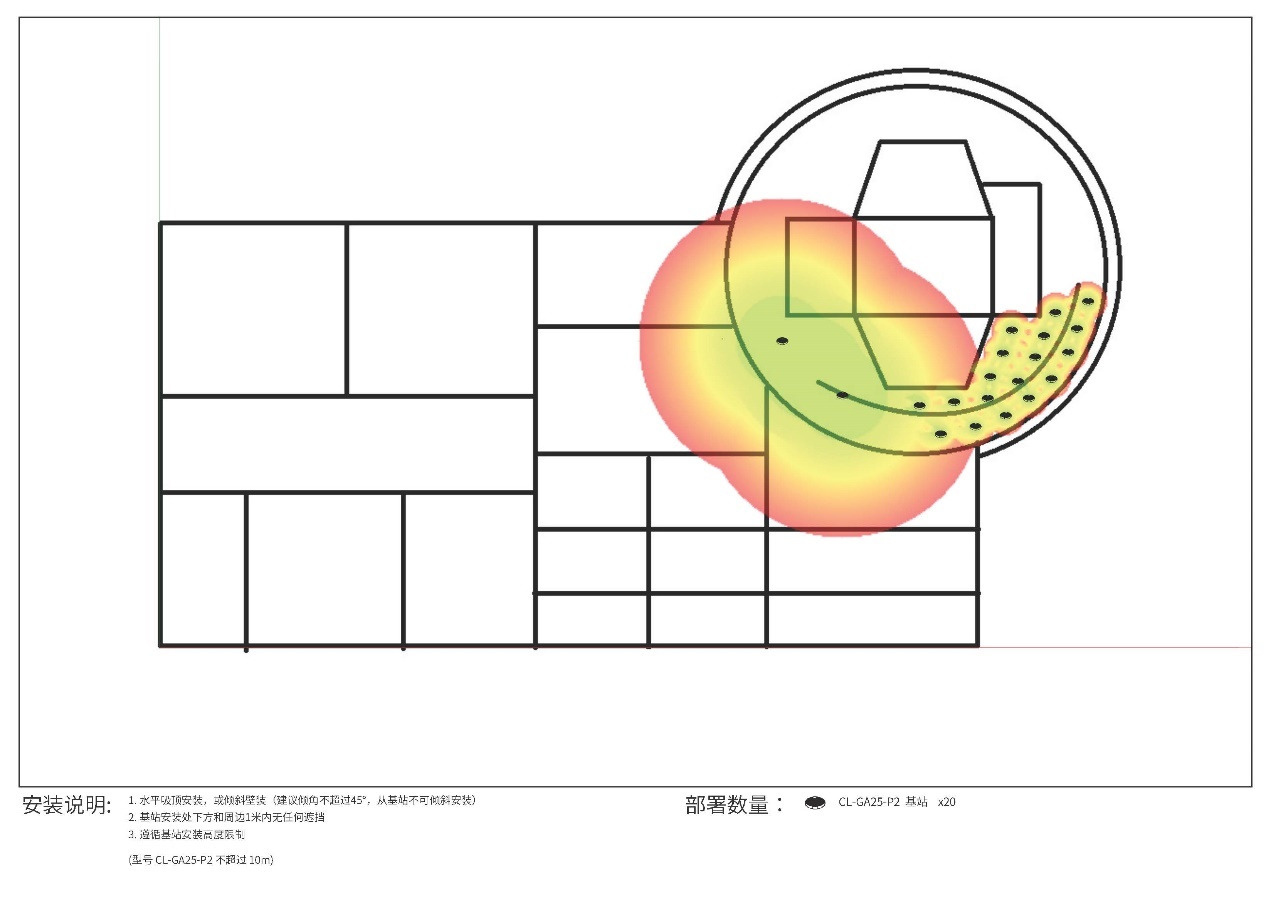 安装说明:
1. 水平吸顶安装，或倾斜壁装（建议倾角不超过45°，从基站不可倾斜安装）
2. 基站安装处下方和周边1米内无任何遮挡
3. 遵循基站安装高度限制
(型号 CL-GA25-P2 不超过 10m)
部署数量：
CL-GA25-P2 基站 x20